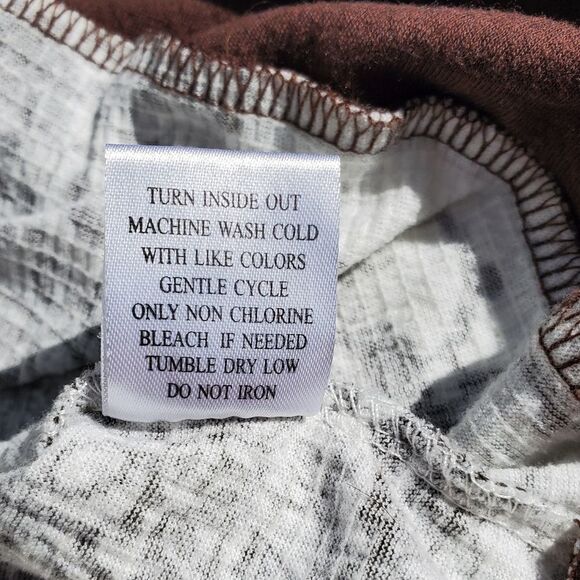 TURN INSIDE OUT
MACHINE WASH COLD
WITH LIKE COLORS
GENTLE CYCLE
ONLY NON CHLORINE
BLEACH IF NEEDED
TUMBLE DRY LOW
DO NOT IRON